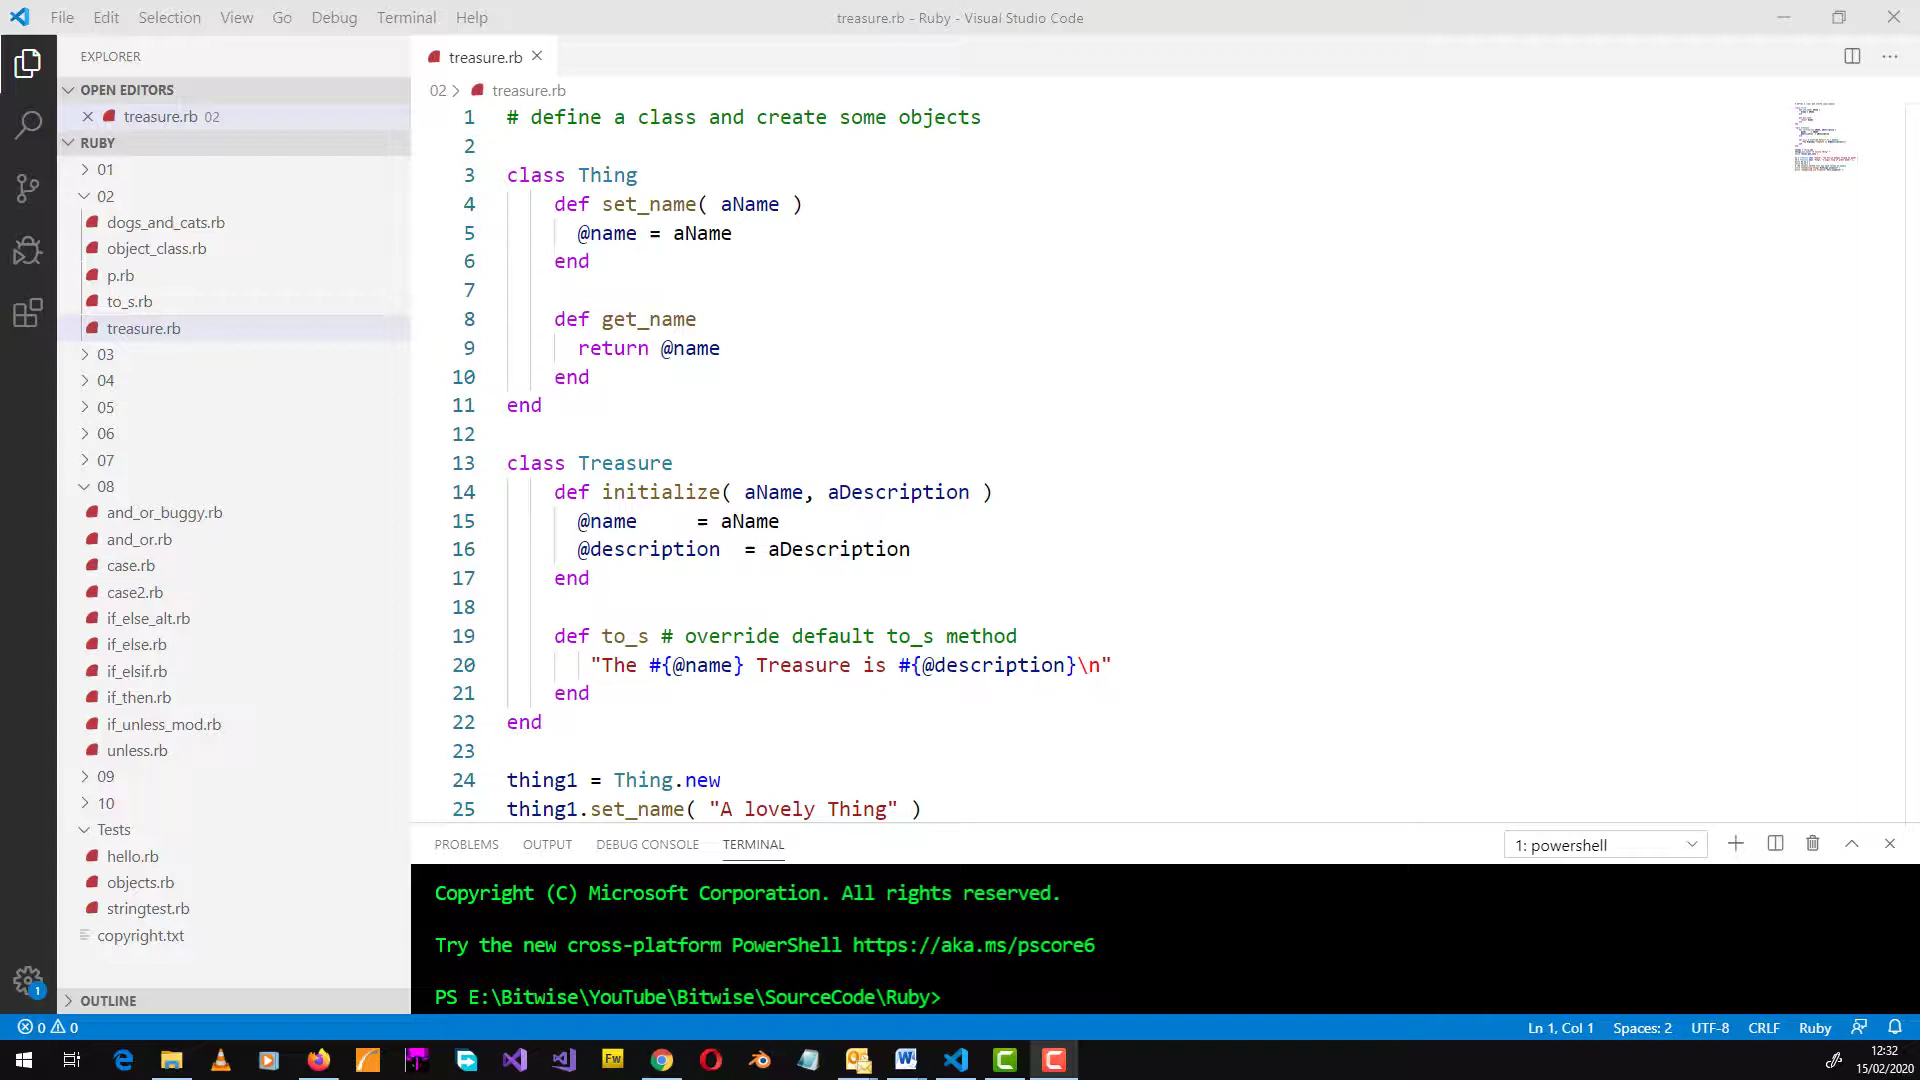 File Edit Selection View Go Debug Terminal Help
treasure.rb - Ruby - Visual Studio Code
EXPLORER
OPEN EDITORS
treasure.rb 02
RUBY
01
02
dogs_and_cats.rb
object_class.rb
p.rb
to_s.rb
treasure.rb
03
04
05
06
07
08
and_or_buggy.rb
and_or.rb
case.rb
case2.rb
if_else_alt.rb
if_else.rb
if_elsif.rb
if_then.rb
if_unless_mod.rb
unless.rb
09
10
Tests
hello.rb
objects.rb
stringtest.rb
copyright.txt
OUTLINE
treasure.rb
02 > treasure.rb
1 # define a class and create some objects
2
3 class Thing
4 def set_name( aName )
5 @name = aName
6 end
7
8 def get_name
9 return @name
10 end
11 end
12
13 class Treasure
14 def initialize( aName, aDescription )
15 @name = aName
16 @description = aDescription
17 end
18
19 def to_s # override default to_s method
20 "The #{@name} Treasure is #{@description}\n"
21 end
22 end
23
24 thing1 = Thing.new
25 thing1.set_name( "A lovely Thing" )
PROBLEMS OUTPUT DEBUG CONSOLE TERMINAL
1: powershell
Copyright (C) Microsoft Corporation. All rights reserved.
Try the new cross-platform PowerShell https://aka.ms/pscore6
PS E:\Bitwise\YouTube\Bitwise\SourceCode\Ruby>
1
0 0
Ln 1, Col 1 Spaces: 2 UTF-8 CRLF Ruby
Fw
12:32
15/02/2020